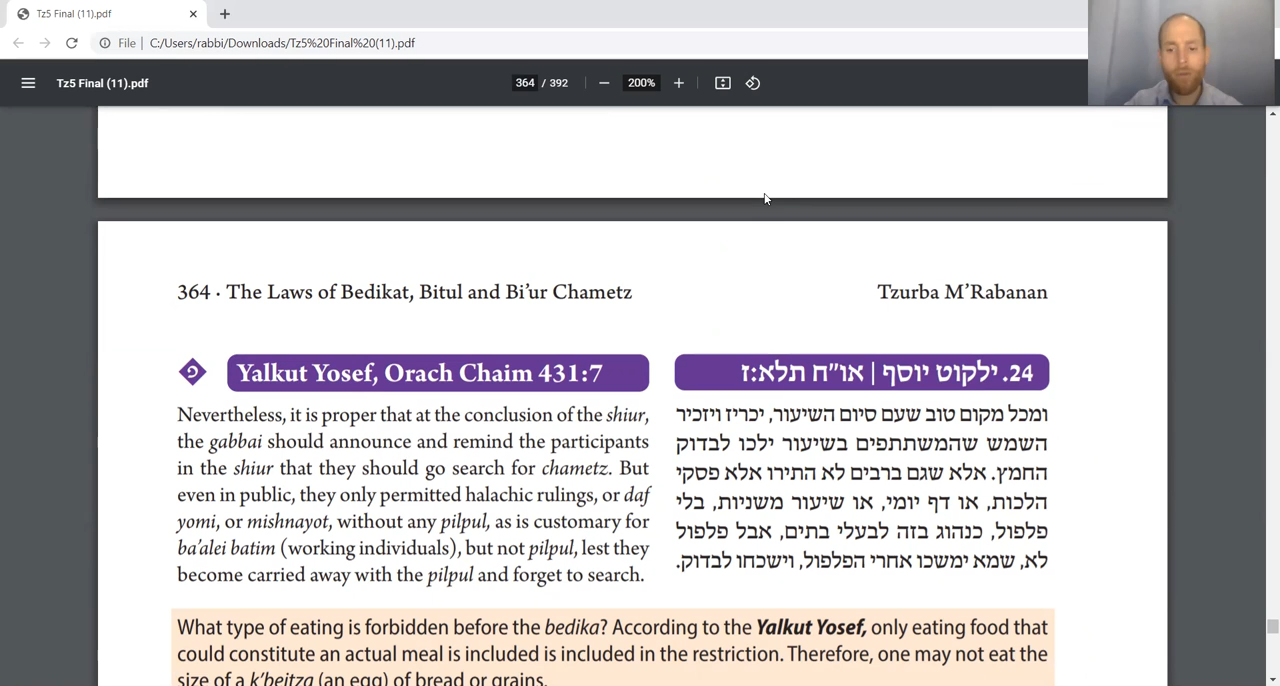 Tz5 Final (11).pdf
File | C:/Users/rabbi/Downloads/Tz5%20Final%20(11).pdf
Tz5 Final (11).pdf
364 / 392
200%
364 · The Laws of Bedikat, Bitul and Bi'ur Chametz
Tzurba M'Rabanan
Yalkut Yosef, Orach Chaim 431:7
Nevertheless, it is proper that at the conclusion of the shiur,
the gabbai should announce and remind the participants
in the shiur that they should go search for chametz. But
even in public, they only permitted halachic rulings, or daf
yomi, or mishnayot, without any pilpul, as is customary for
ba'alei batim (working individuals), but not pilpul, lest they
become carried away with the pilpul and forget to search.
24. ילקוט יוסף | או"ח תלא:ז
ומכל מקום טוב שעם סיום השיעור, יכריז ויזכיר
השמש שהמשתתפים בשיעור ילכו לבדוק
החמץ. אלא שגם ברבים לא התירו אלא פסקי
הלכות, או דף יומי, או שיעור משניות, בלי
פלפול, כנהוג בזה לבעלי בתים, אבל פלפול
לא, שמא ימשכו אחרי הפלפול, וישכחו לבדוק.
What type of eating is forbidden before the bedika? According to the Yalkut Yosef, only eating food that
could constitute an actual meal is included is included in the restriction. Therefore, one may not eat the
size of a k'beitza (an egg) of bread or grains.